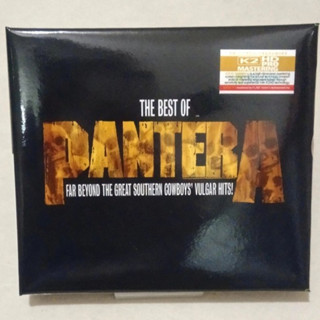 K2 HD
MASTERING
THE BEST OF
PANTERA
FAR BEYOND THE GREAT SOUTHERN COWBOYS' VULGAR HITS!